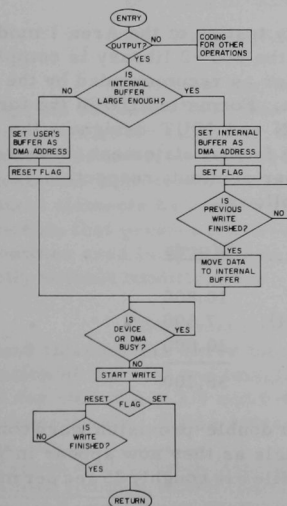 ENTRY
OUTPUT?
NO
CODING
FOR OTHER
OPERATIONS
YES
IS
INTERNAL
BUFFER
LARGE ENOUGH?
NO
YES
SET USER'S
BUFFER AS
DMA ADDRESS
SET INTERNAL
BUFFER AS
DMA ADDRESS
RESET FLAG
SET FLAG
IS
PREVIOUS
WRITE
FINISHED?
NO
YES
MOVE DATA
TO INTERNAL
BUFFER
IS
DEVICE
OR DMA
BUSY?
YES
NO
START WRITE
RESET
FLAG
SET
IS
WRITE
FINISHED?
NO
YES
RETURN